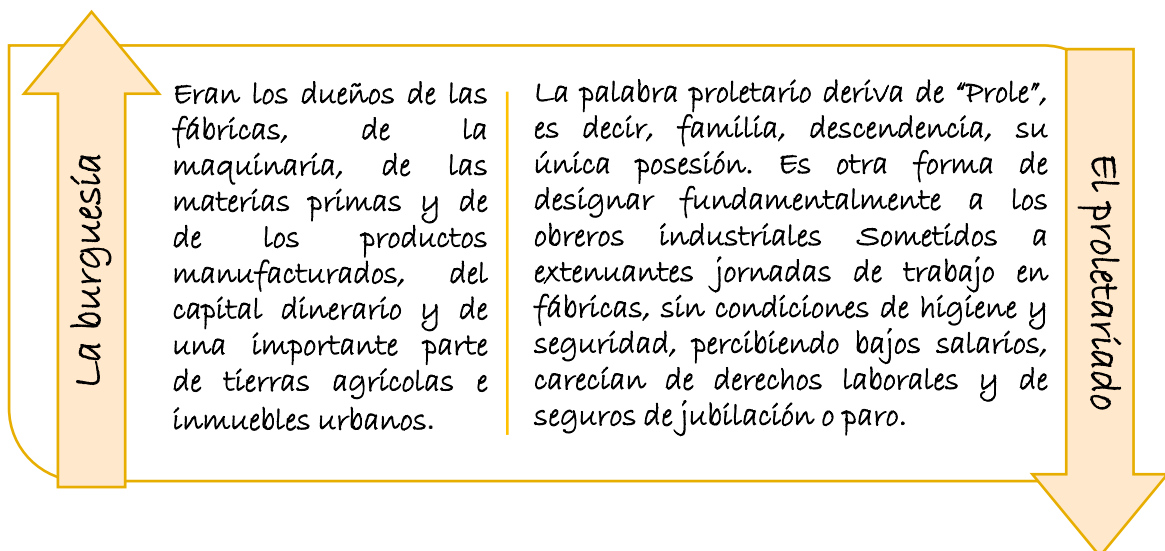 La burguesía
Eran los dueños de las
fábricas, de la
maquinaria, de las
materias primas y de
de los productos
manufacturados, del
capital dinerario y de
una importante parte
de tierras agrícolas e
inmuebles urbanos.
La palabra proletario deriva de “Prole”,
es decir, familia, descendencia, su
única posesión. Es otra forma de
designar fundamentalmente a los
obreros industriales Sometidos a
extenuantes jornadas de trabajo en
fábricas, sin condiciones de higiene y
seguridad, percibiendo bajos salarios,
carecían de derechos laborales y de
seguros de jubilación o paro.
El proletariado